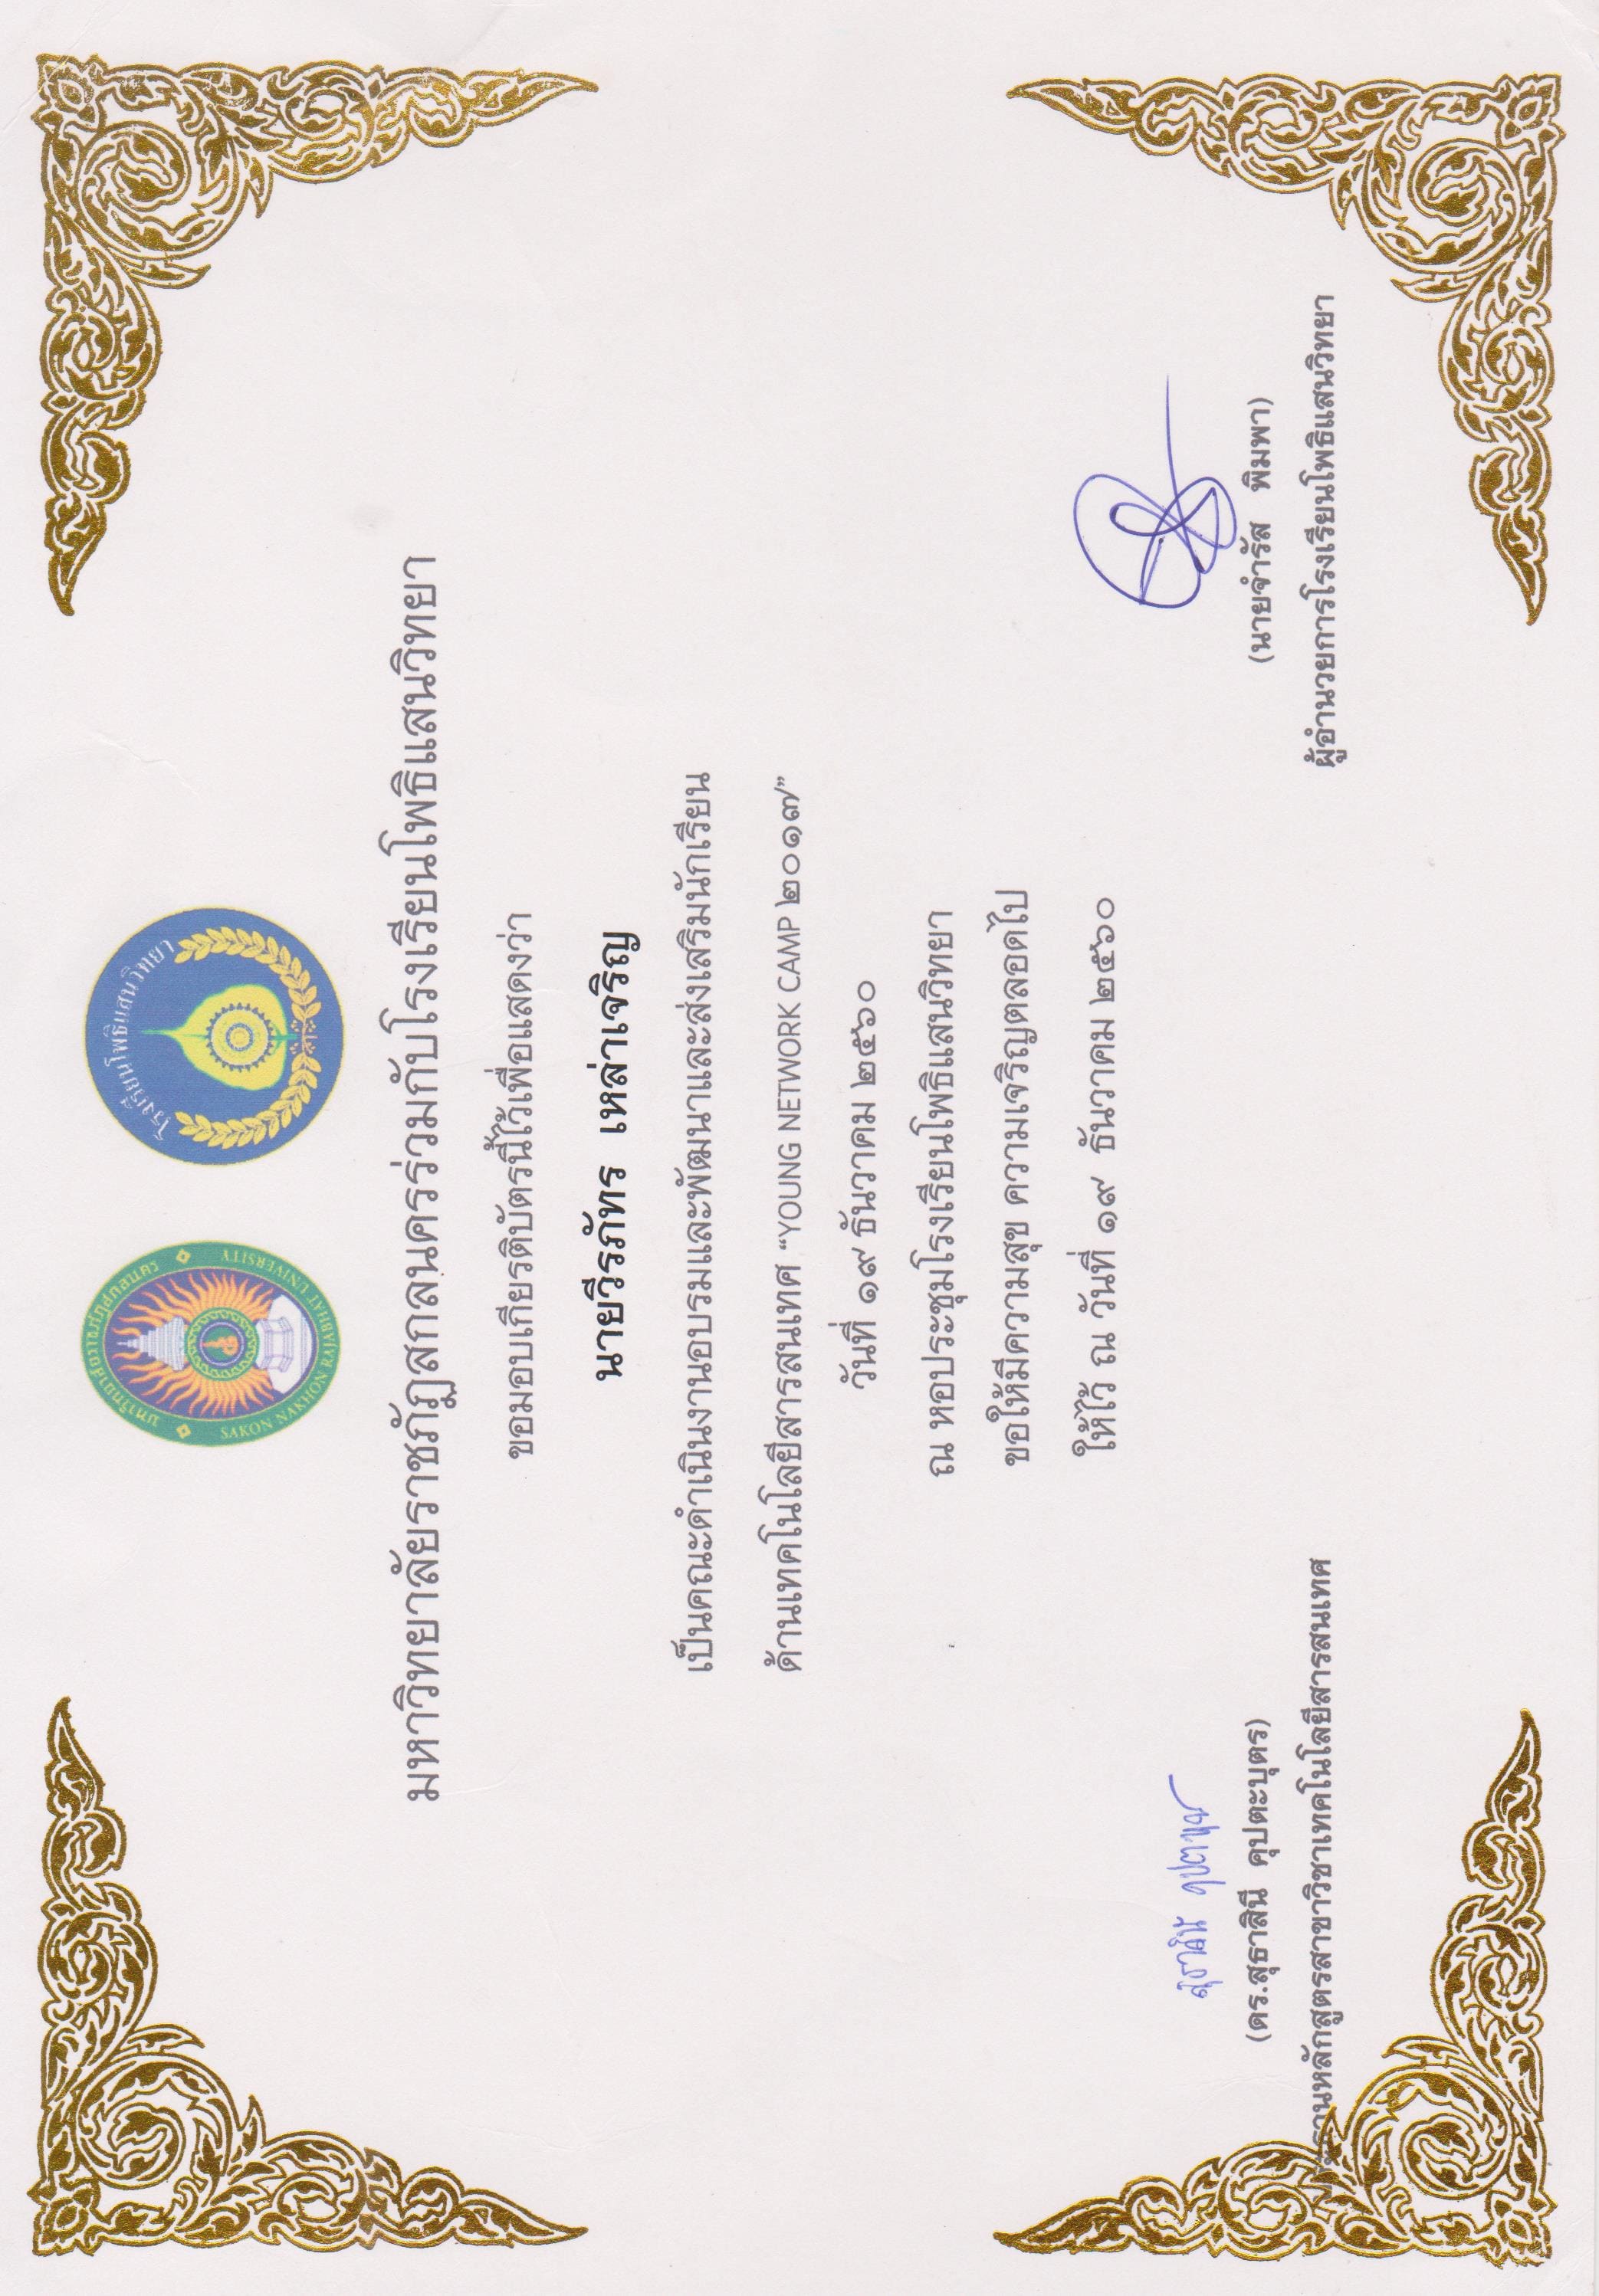 มหาวิทยาลัยราชภัฏสกลนคร
SAKON NAKHON RAJABHAT UNIVERSITY
โรงเรียนโพธิแสนวิทยา
มหาวิทยาลัยราชภัฏสกลนครร่วมกับโรงเรียนโพธิแสนวิทยา
ขอมอบเกียรติบัตรนี้ไว้เพื่อแสดงว่า
นายวีรภัทร เหล่าเจริญ
เป็นคณะดำเนินงานอบรมและพัฒนาและส่งเสริมนักเรียน
ด้านเทคโนโลยีสารสนเทศ “YOUNG NETWORK CAMP ๒๐๑๗”
วันที่ ๑๙ ธันวาคม ๒๕๖๐
ณ หอประชุมโรงเรียนโพธิแสนวิทยา
ขอให้มีความสุข ความเจริญตลอดไป
ให้ไว้ ณ วันที่ ๑๙ ธันวาคม ๒๕๖๐
(ดร.สุธาสินี คุปตะบุตร)
ประธานหลักสูตรสาขาวิชาเทคโนโลยีสารสนเทศ
(นายจำรัส พิมพา)
ผู้อำนวยการโรงเรียนโพธิแสนวิทยา